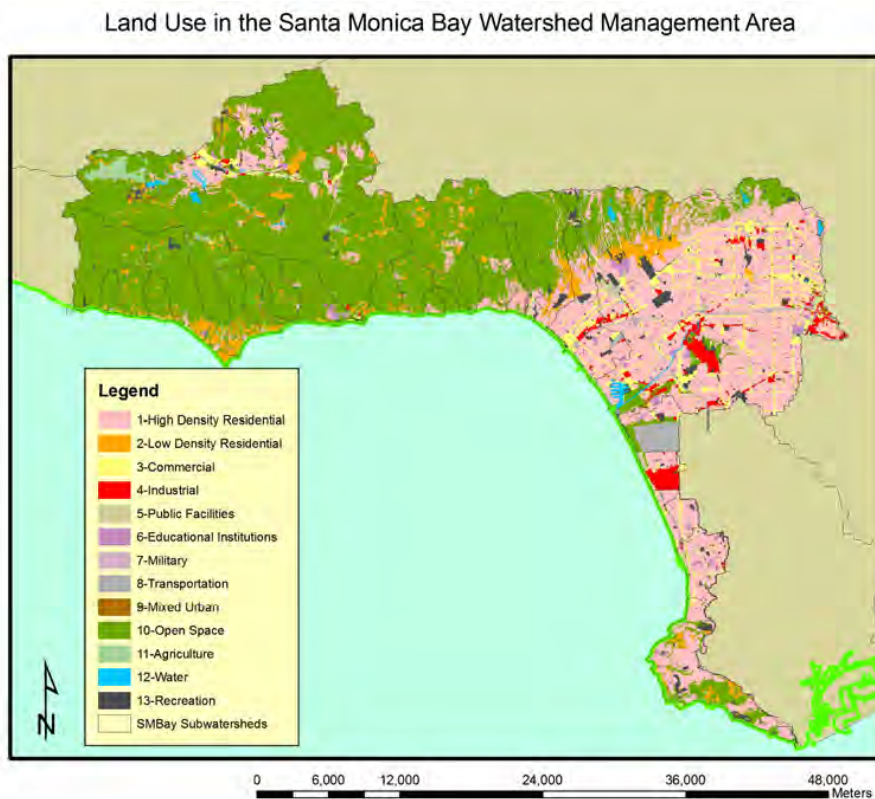 Land Use in the Santa Monica Bay Watershed Management Area
Legend
1-High Density Residential
2-Low Density Residential
3-Commercial
4-Industrial
5-Public Facilities
6-Educational Institutions
7-Military
8-Transportation
9-Mixed Urban
10-Open Space
11-Agriculture
12-Water
13-Recreation
SMBay Subwatersheds
N
0 6,000 12,000 24,000 36,000 48,000
Meters